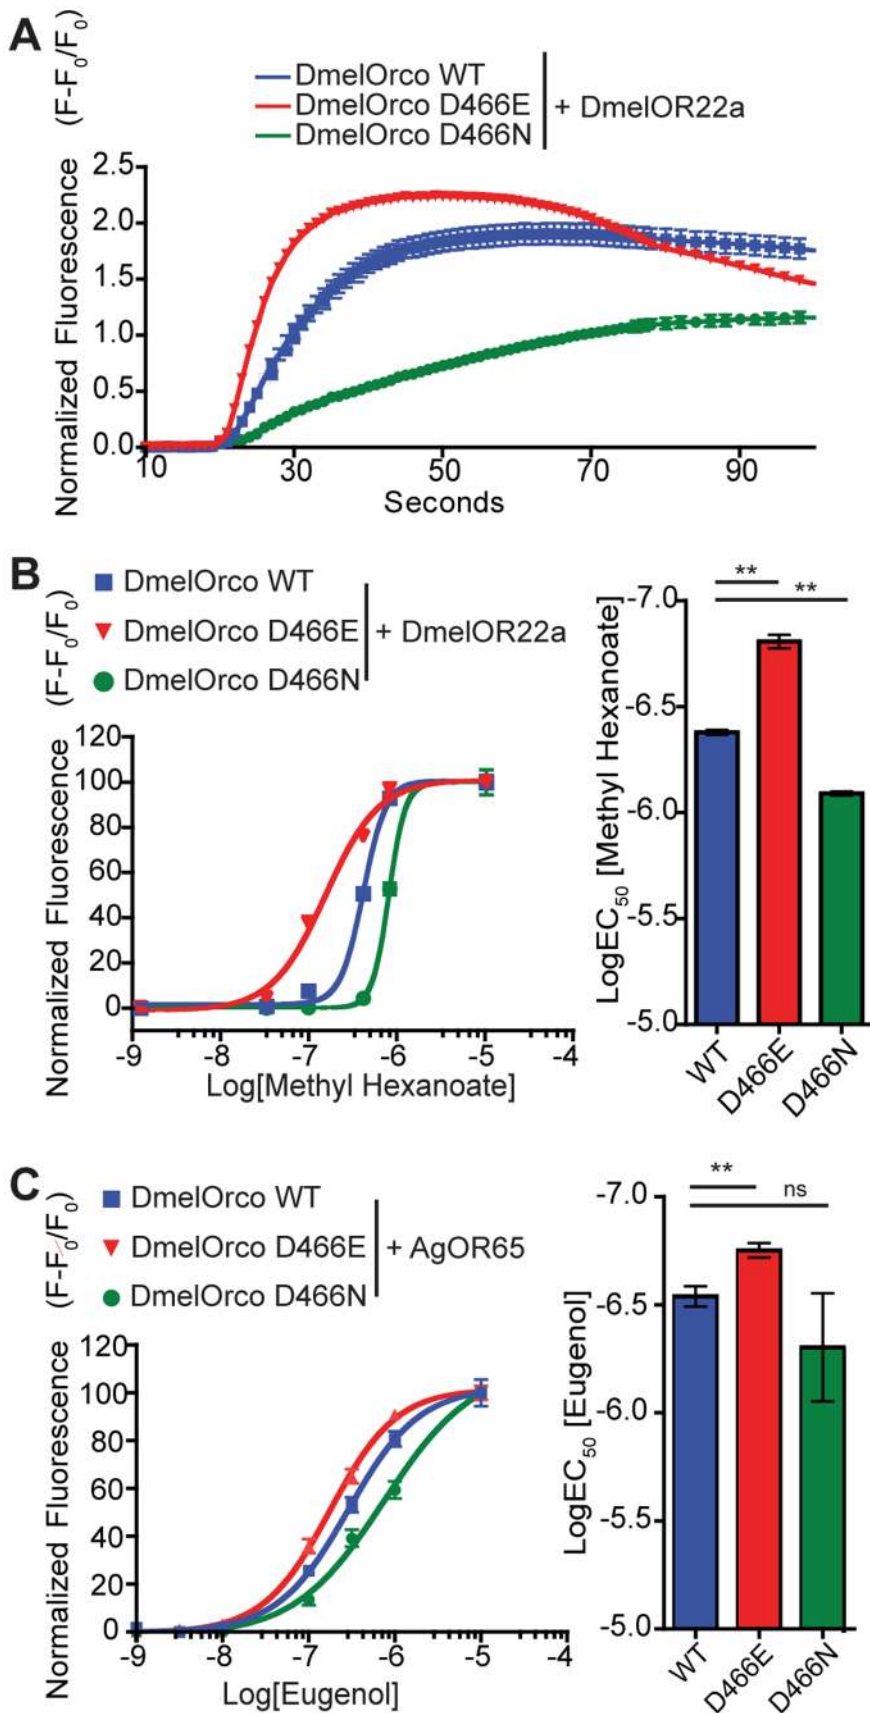 A
Normalized Fluorescence (F-F0/F0)
DmelOrco WT
DmelOrco D466E
DmelOrco D466N
+ DmelOR22a
2.5
2.0
1.5
1.0
0.5
0.0
10 30 50 70 90
Seconds
B
Normalized Fluorescence (F-F0/F0)
DmelOrco WT
DmelOrco D466E
DmelOrco D466N
+ DmelOR22a
120
100
80
60
40
20
0
-9 -8 -7 -6 -5 -4
Log[Methyl Hexanoate]
LogEC50 [Methyl Hexanoate]
**
**
-7.0
-6.5
-6.0
-5.5
-5.0
WT D466E D466N
C
Normalized Fluorescence (F-F0/F0)
DmelOrco WT
DmelOrco D466E
DmelOrco D466N
+ AgOR65
120
100
80
60
40
20
0
-9 -8 -7 -6 -5 -4
Log[Eugenol]
LogEC50 [Eugenol]
**
ns
-7.0
-6.5
-6.0
-5.5
-5.0
WT D466E D466N